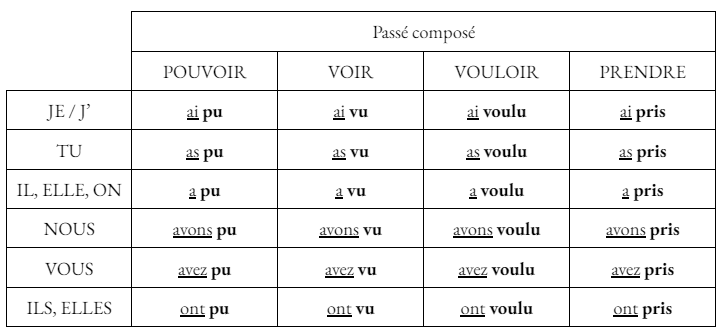 Passé composé
POUVOIR VOIR VOULOIR PRENDRE
JE / J’ ai pu ai vu ai voulu ai pris
TU as pu as vu as voulu as pris
IL, ELLE, ON a pu a vu a voulu a pris
NOUS avons pu avons vu avons voulu avons pris
VOUS avez pu avez vu avez voulu avez pris
ILS, ELLES ont pu ont vu ont voulu ont pris